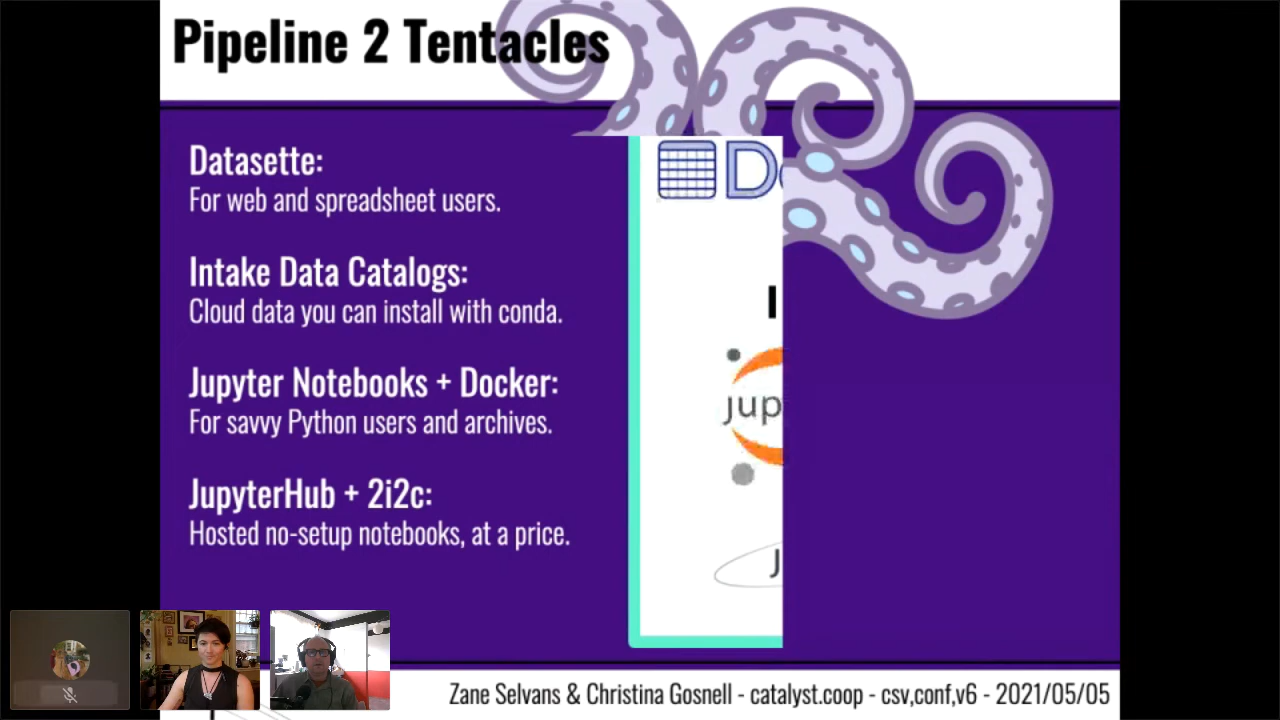 Pipeline 2 Tentacles
Datasette:
For web and spreadsheet users.
Intake Data Catalogs:
Cloud data you can install with conda.
Jupyter Notebooks + Docker:
For savvy Python users and archives.
JupyterHub + 2i2c:
Hosted no-setup notebooks, at a price.
D
I
jup
J
Zane Selvans & Christina Gosnell - catalyst.coop - csv,conf,v6 - 2021/05/05